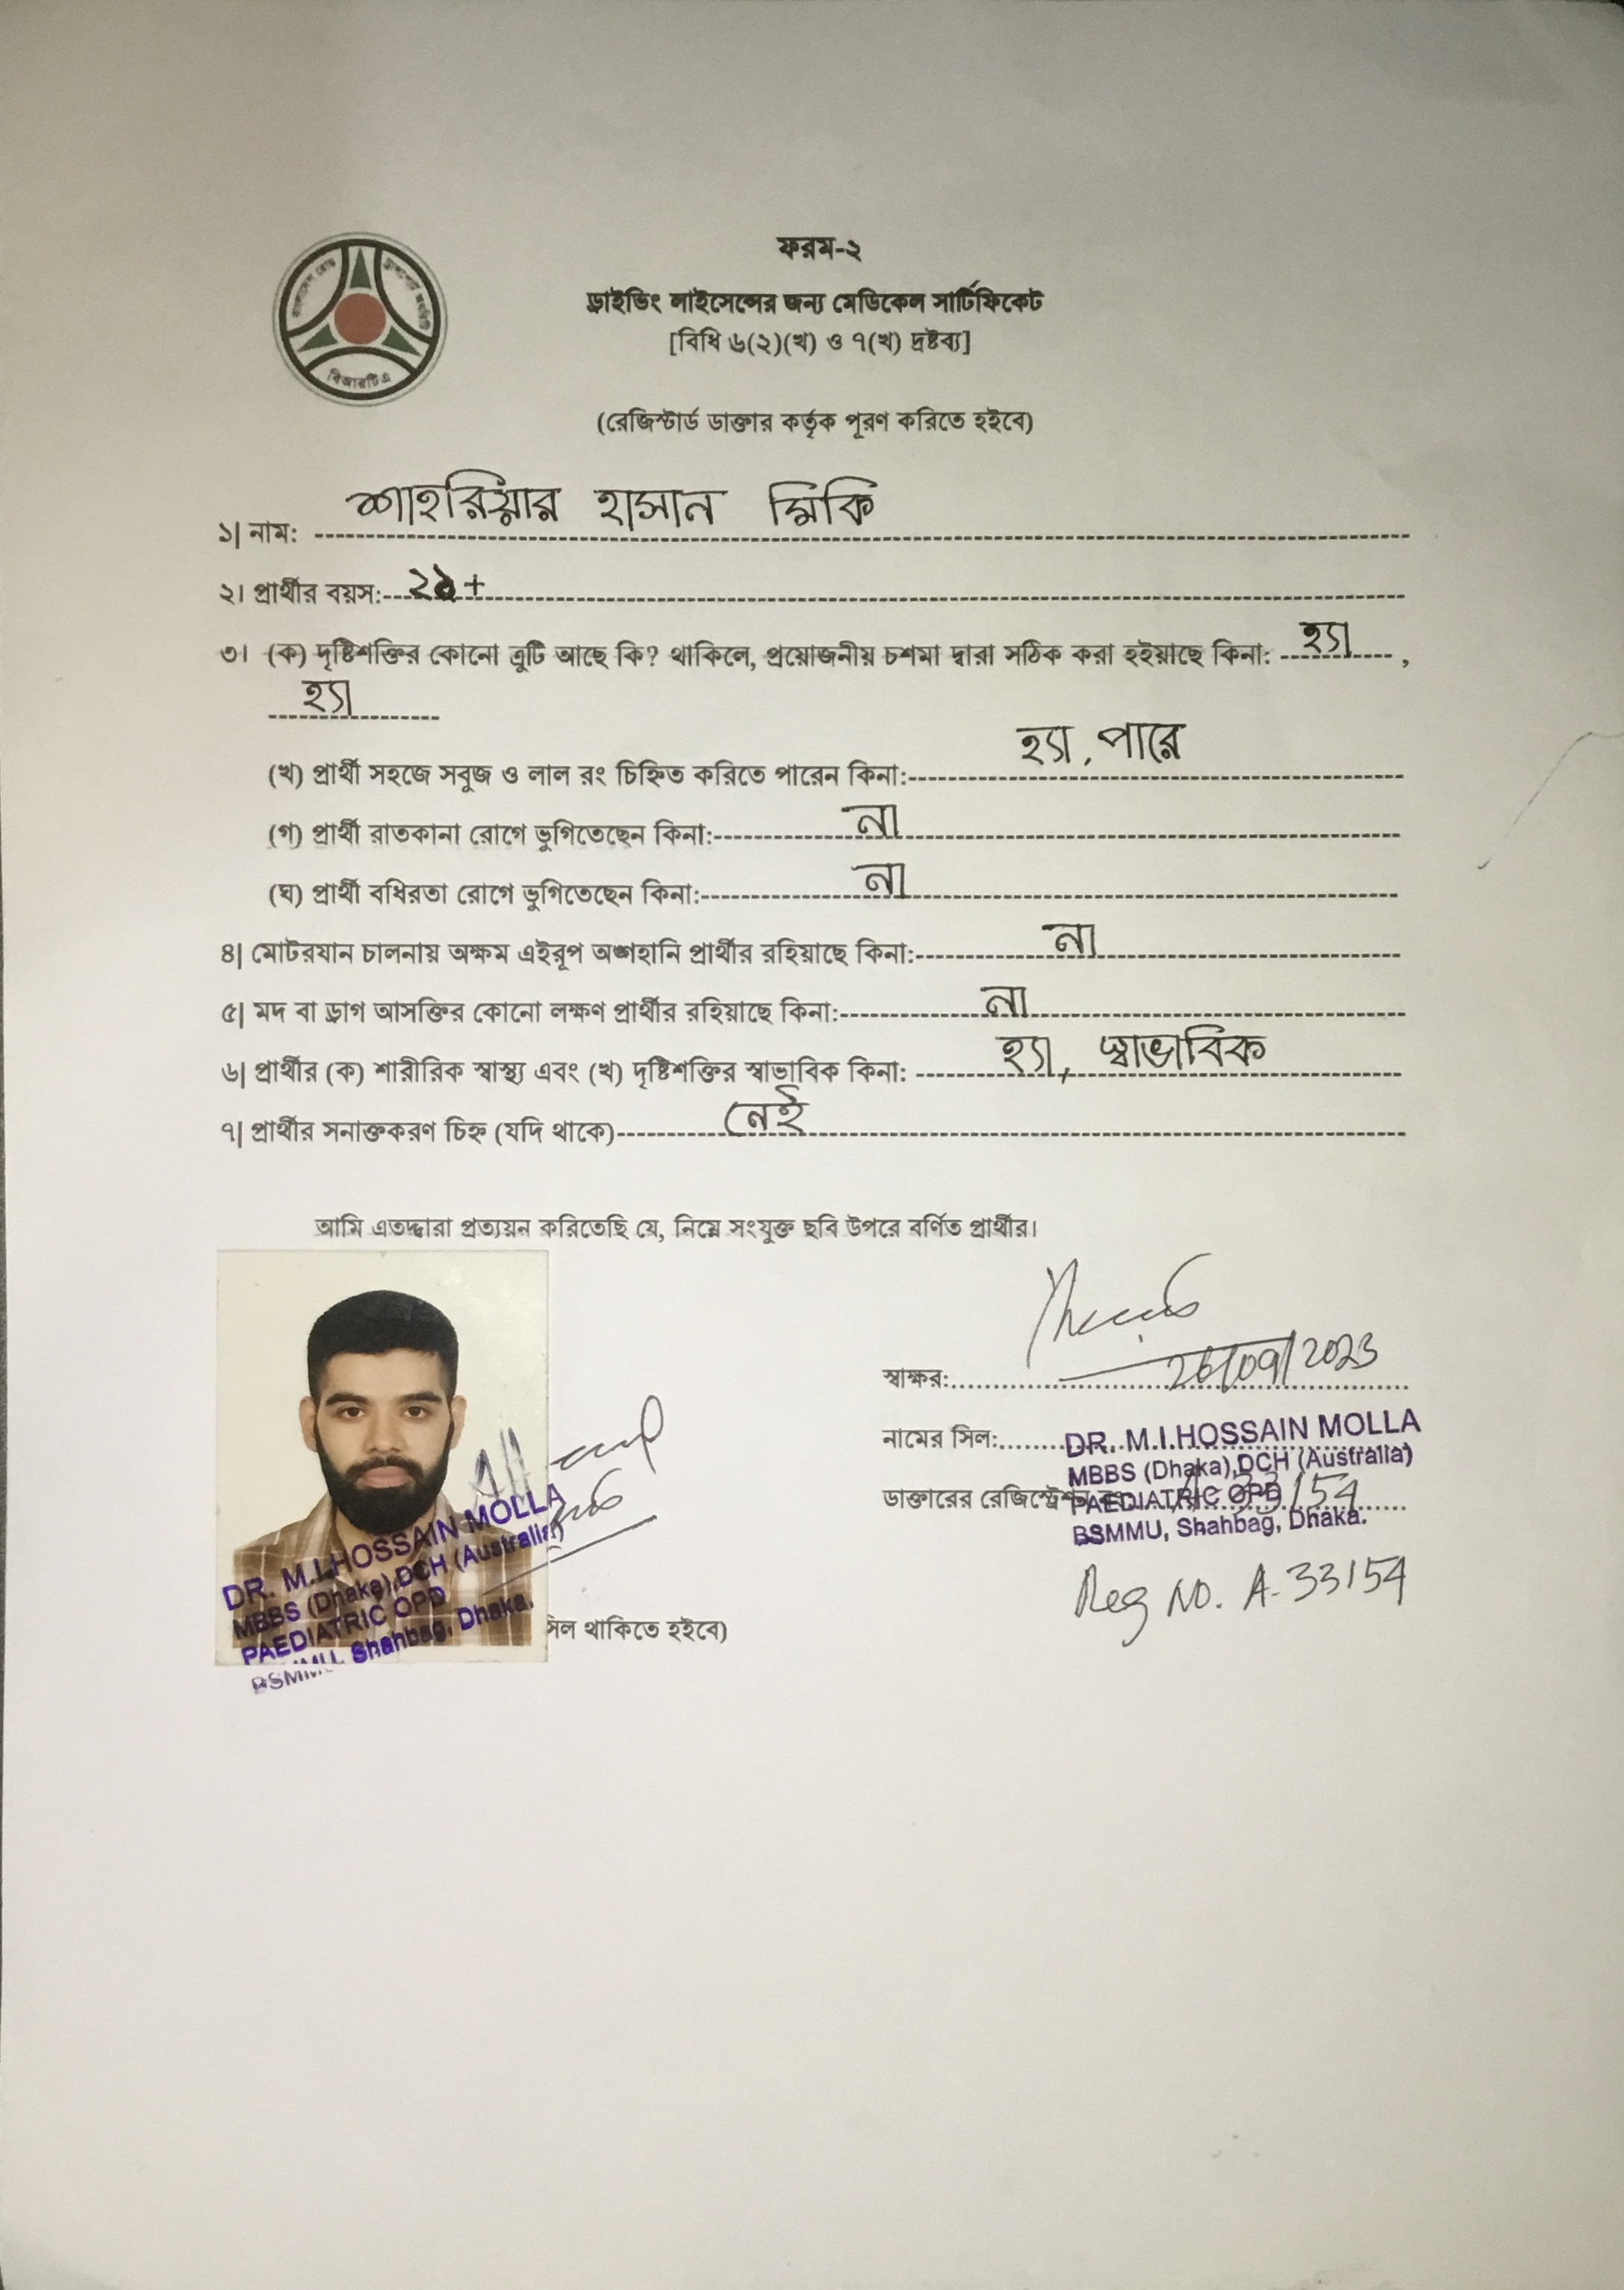 ফরম-২
ড্রাইভিং লাইসেন্সের জন্য মেডিকেল সার্টিফিকেট
[বিধি ৬(২)(খ) ও ৭(খ) দ্রষ্টব্য]
বিআরটিএ
(রেজিস্টার্ড ডাক্তার কর্তৃক পূরণ করিতে হইবে)
১| নাম: শাহরিয়ার হাসান
২। প্রার্থীর বয়স:
৩। (ক) দৃষ্টিশক্তির কোনো ত্রুটি আছে কি? থাকিলে, প্রয়োজনীয় চশমা দ্বারা সঠিক করা হইয়াছে কিনা: হ্যা,
হ্যা
(খ) প্রার্থী সহজে সবুজ ও লাল রং চিহ্নিত করিতে পারেন কিনা: হ্যা, পারে
(গ) প্রার্থী রাতকানা রোগে ভুগিতেছেন কিনা: না
(ঘ) প্রার্থী বধিরতা রোগে ভুগিতেছেন কিনা: না
৪| মোটরযান চালনায় অক্ষম এইরূপ অঙ্গহানি প্রার্থীর রহিয়াছে কিনা: না
৫| মদ বা ড্রাগ আসক্তির কোনো লক্ষণ প্রার্থীর রহিয়াছে কিনা: না
৬| প্রার্থীর (ক) শারীরিক স্বাস্থ্য এবং (খ) দৃষ্টিশক্তির স্বাভাবিক কিনা: হ্যা, স্বাভাবিক
৭| প্রার্থীর সনাক্তকরণ চিহ্ন (যদি থাকে) নেই
আমি এতদ্দ্বারা প্রত্যয়ন করিতেছি যে, নিম্নে সংযুক্ত ছবি উপরে বর্ণিত প্রার্থীর।
স্বাক্ষর: 26/09/2023
নামের সিল: DR. M.I.HOSSAIN MOLLA
MBBS (Dhaka),DCH (Australia)
ডাক্তারের রেজিস্ট্রেশন PAEDIATRIC OPD
BSMMU, Shahbag, Dhaka.
Reg NO. A-33154
DR. M.I.HOSSAIN MOLLA
MBBS (Dhaka),DCH (Australia)
PAEDIATRIC OPD
Shahbag, Dhaka.
সিল থাকিতে হইবে)